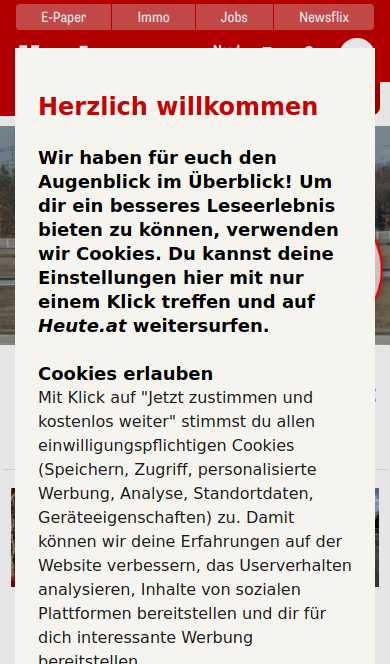 E-Paper
Immo
Jobs
Newsflix
Herzlich willkommen
Wir haben für euch den
Augenblick im Überblick! Um
dir ein besseres Leseerlebnis
bieten zu können, verwenden
wir Cookies. Du kannst deine
Einstellungen hier mit nur
einem Klick treffen und auf
Heute.at weitersurfen.
Cookies erlauben
Mit Klick auf "Jetzt zustimmen und
kostenlos weiter" stimmst du allen
einwilligungspflichtigen Cookies
(Speichern, Zugriff, personalisierte
Werbung, Analyse, Standortdaten,
Geräteeigenschaften) zu. Damit
können wir deine Erfahrungen auf der
Website verbessern, das Userverhalten
analysieren, Inhalte von sozialen
Plattformen bereitstellen und dir für
dich interessante Werbung
bereitstellen